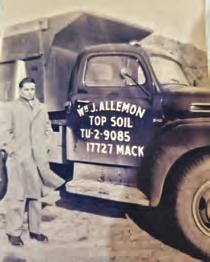 Wm J. ALLEMON
TOP SOIL
TU-2-9085
17727 MACK